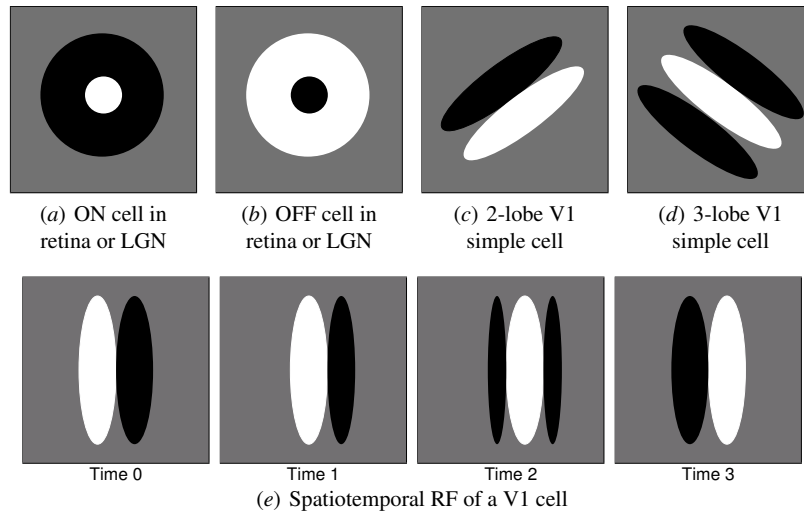 (a) ON cell in
retina or LGN
(b) OFF cell in
retina or LGN
(c) 2-lobe V1
simple cell
(d) 3-lobe V1
simple cell
Time 0
Time 1
Time 2
Time 3
(e) Spatiotemporal RF of a V1 cell